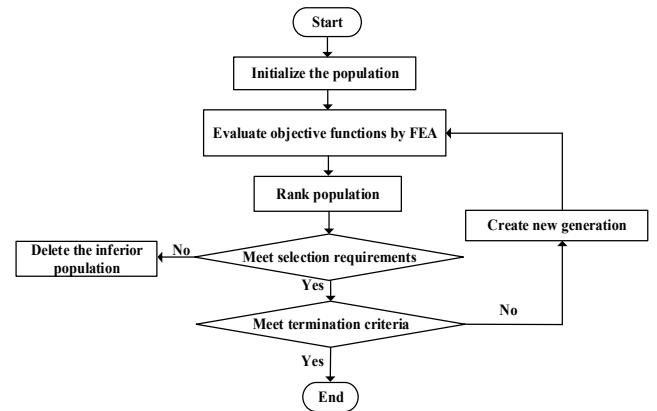 Start
Initialize the population
Evaluate objective functions by FEA
Rank population
Create new generation
Delete the inferior
population
No
Meet selection requirements
Yes
Meet termination criteria
No
Yes
End